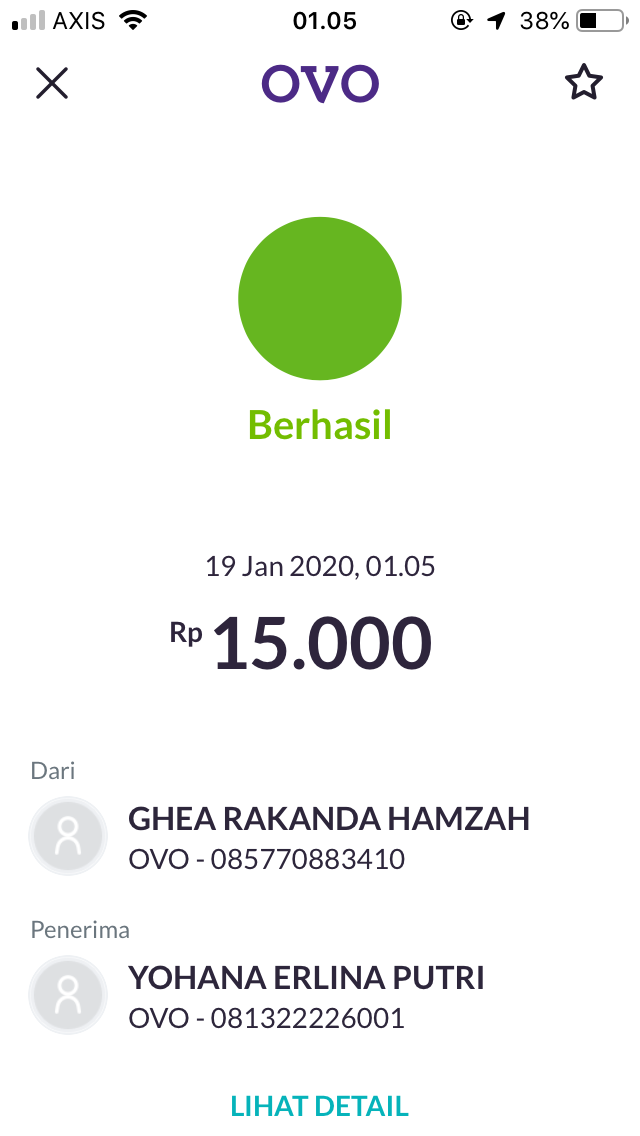 AXIS 01.05 38%
OVO
Berhasil
19 Jan 2020, 01.05
Rp 15.000
Dari
GHEA RAKANDA HAMZAH
OVO - 085770883410
Penerima
YOHANA ERLINA PUTRI
OVO - 081322226001
LIHAT DETAIL